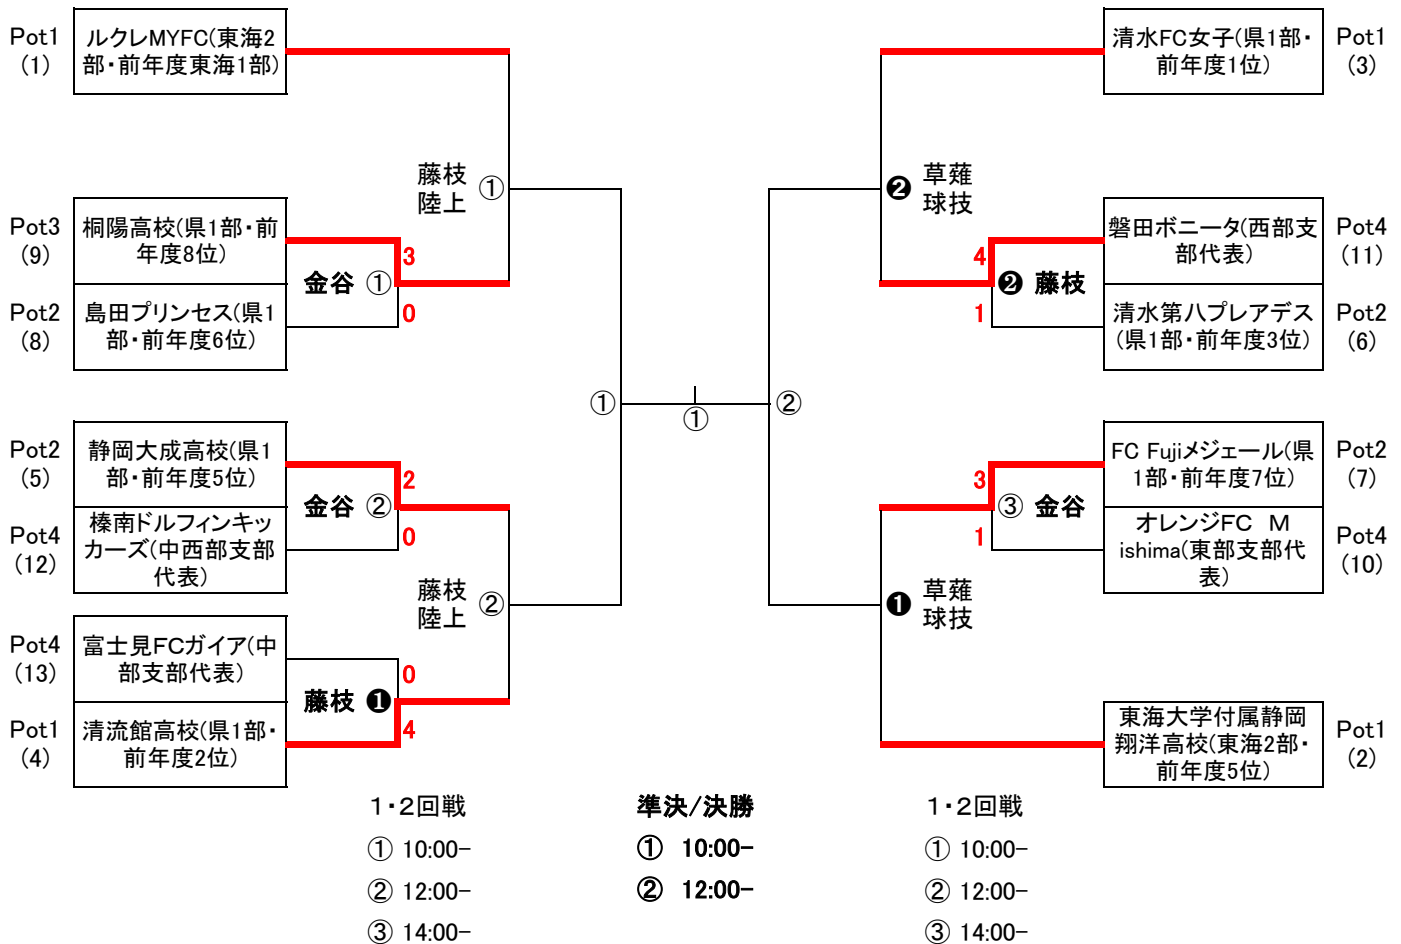 Pot1
(1)
ルクレMYFC(東海2
部・前年度東海1部)
清水FC女子(県1部・
前年度1位)
Pot1
(3)
藤枝
陸上 ①
❷ 草薙
球技
Pot3
(9)
桐陽高校(県1部・前
年度8位)
3
金谷 ①
0
Pot2
(8)
島田プリンセス(県1
部・前年度6位)
4
❷ 藤枝
1
磐田ボニータ(西部支
部代表)
Pot4
(11)
清水第八プレアデス
(県1部・前年度3位)
Pot2
(6)
①
①
②
Pot2
(5)
静岡大成高校(県1
部・前年度5位)
2
金谷 ②
0
Pot4
(12)
榛南ドルフィンキッ
カーズ(中西部支部
代表)
3
③ 金谷
1
FC Fujiメジェール(県
1部・前年度7位)
Pot2
(7)
オレンジFC M
ishima(東部支部代
表)
Pot4
(10)
藤枝
陸上 ②
❶ 草薙
球技
Pot4
(13)
富士見FCガイア(中
部支部代表)
0
藤枝 ❶
4
Pot1
(4)
清流館高校(県1部・
前年度2位)
東海大学付属静岡
翔洋高校(東海2部・
前年度5位)
Pot1
(2)
1・2回戦
① 10:00-
② 12:00-
③ 14:00-
準決/決勝
① 10:00-
② 12:00-
1・2回戦
① 10:00-
② 12:00-
③ 14:00-